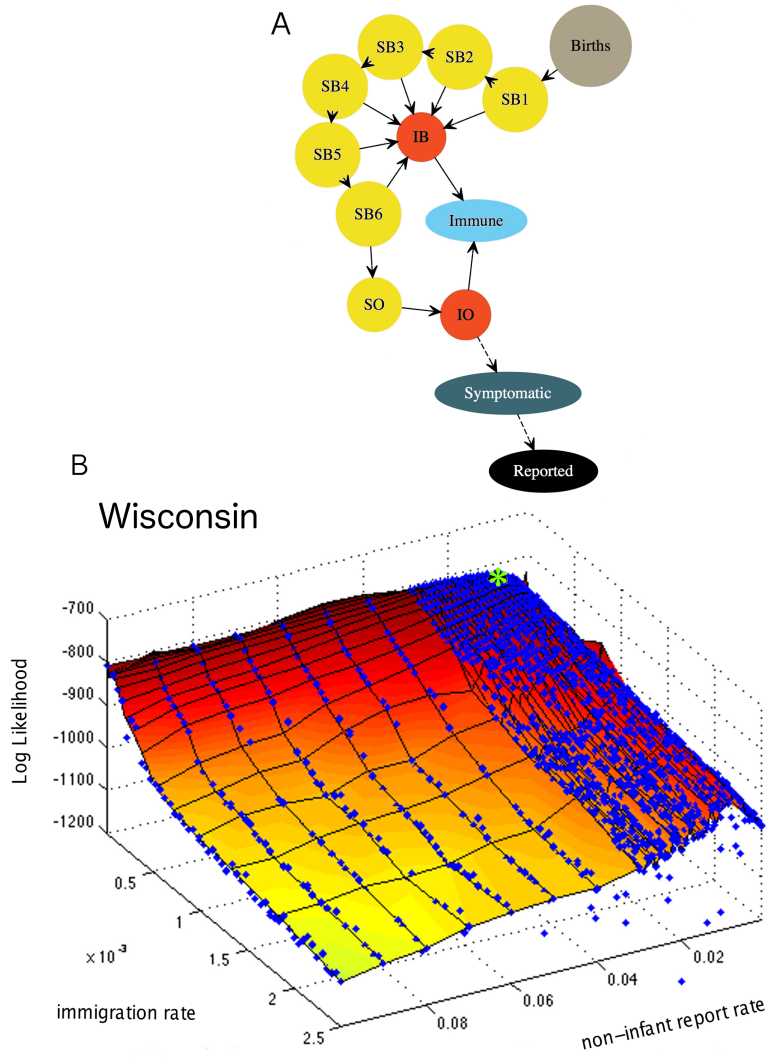 A
Births
SB3
SB2
SB4
SB1
IB
SB5
SB6
Immune
SO
IO
Symptomatic
Reported
B
Wisconsin
-700
-800
-900
-1000
-1100
-1200
Log Likelihood
0.5
1
1.5
2
2.5
×10⁻³
immigration rate
0.08
0.06
0.04
0.02
non-infant report rate
*